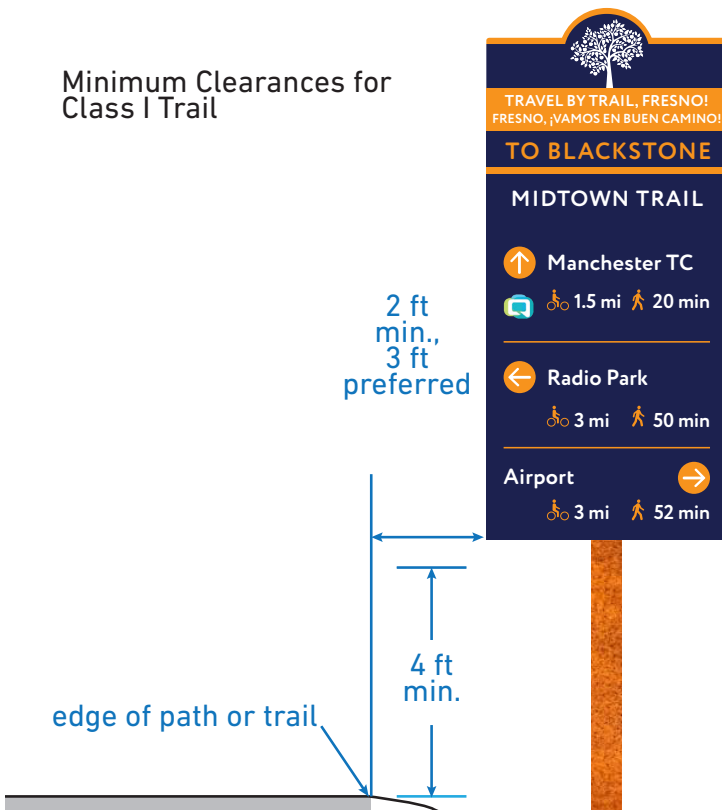 Minimum Clearances for
Class I Trail
TRAVEL BY TRAIL, FRESNO!
FRESNO, ¡VAMOS EN BUEN CAMINO!
TO BLACKSTONE
MIDTOWN TRAIL
Manchester TC
1.5 mi 20 min
Radio Park
3 mi 50 min
Airport
3 mi 52 min
2 ft
min.,
3 ft
preferred
4 ft
min.
edge of path or trail